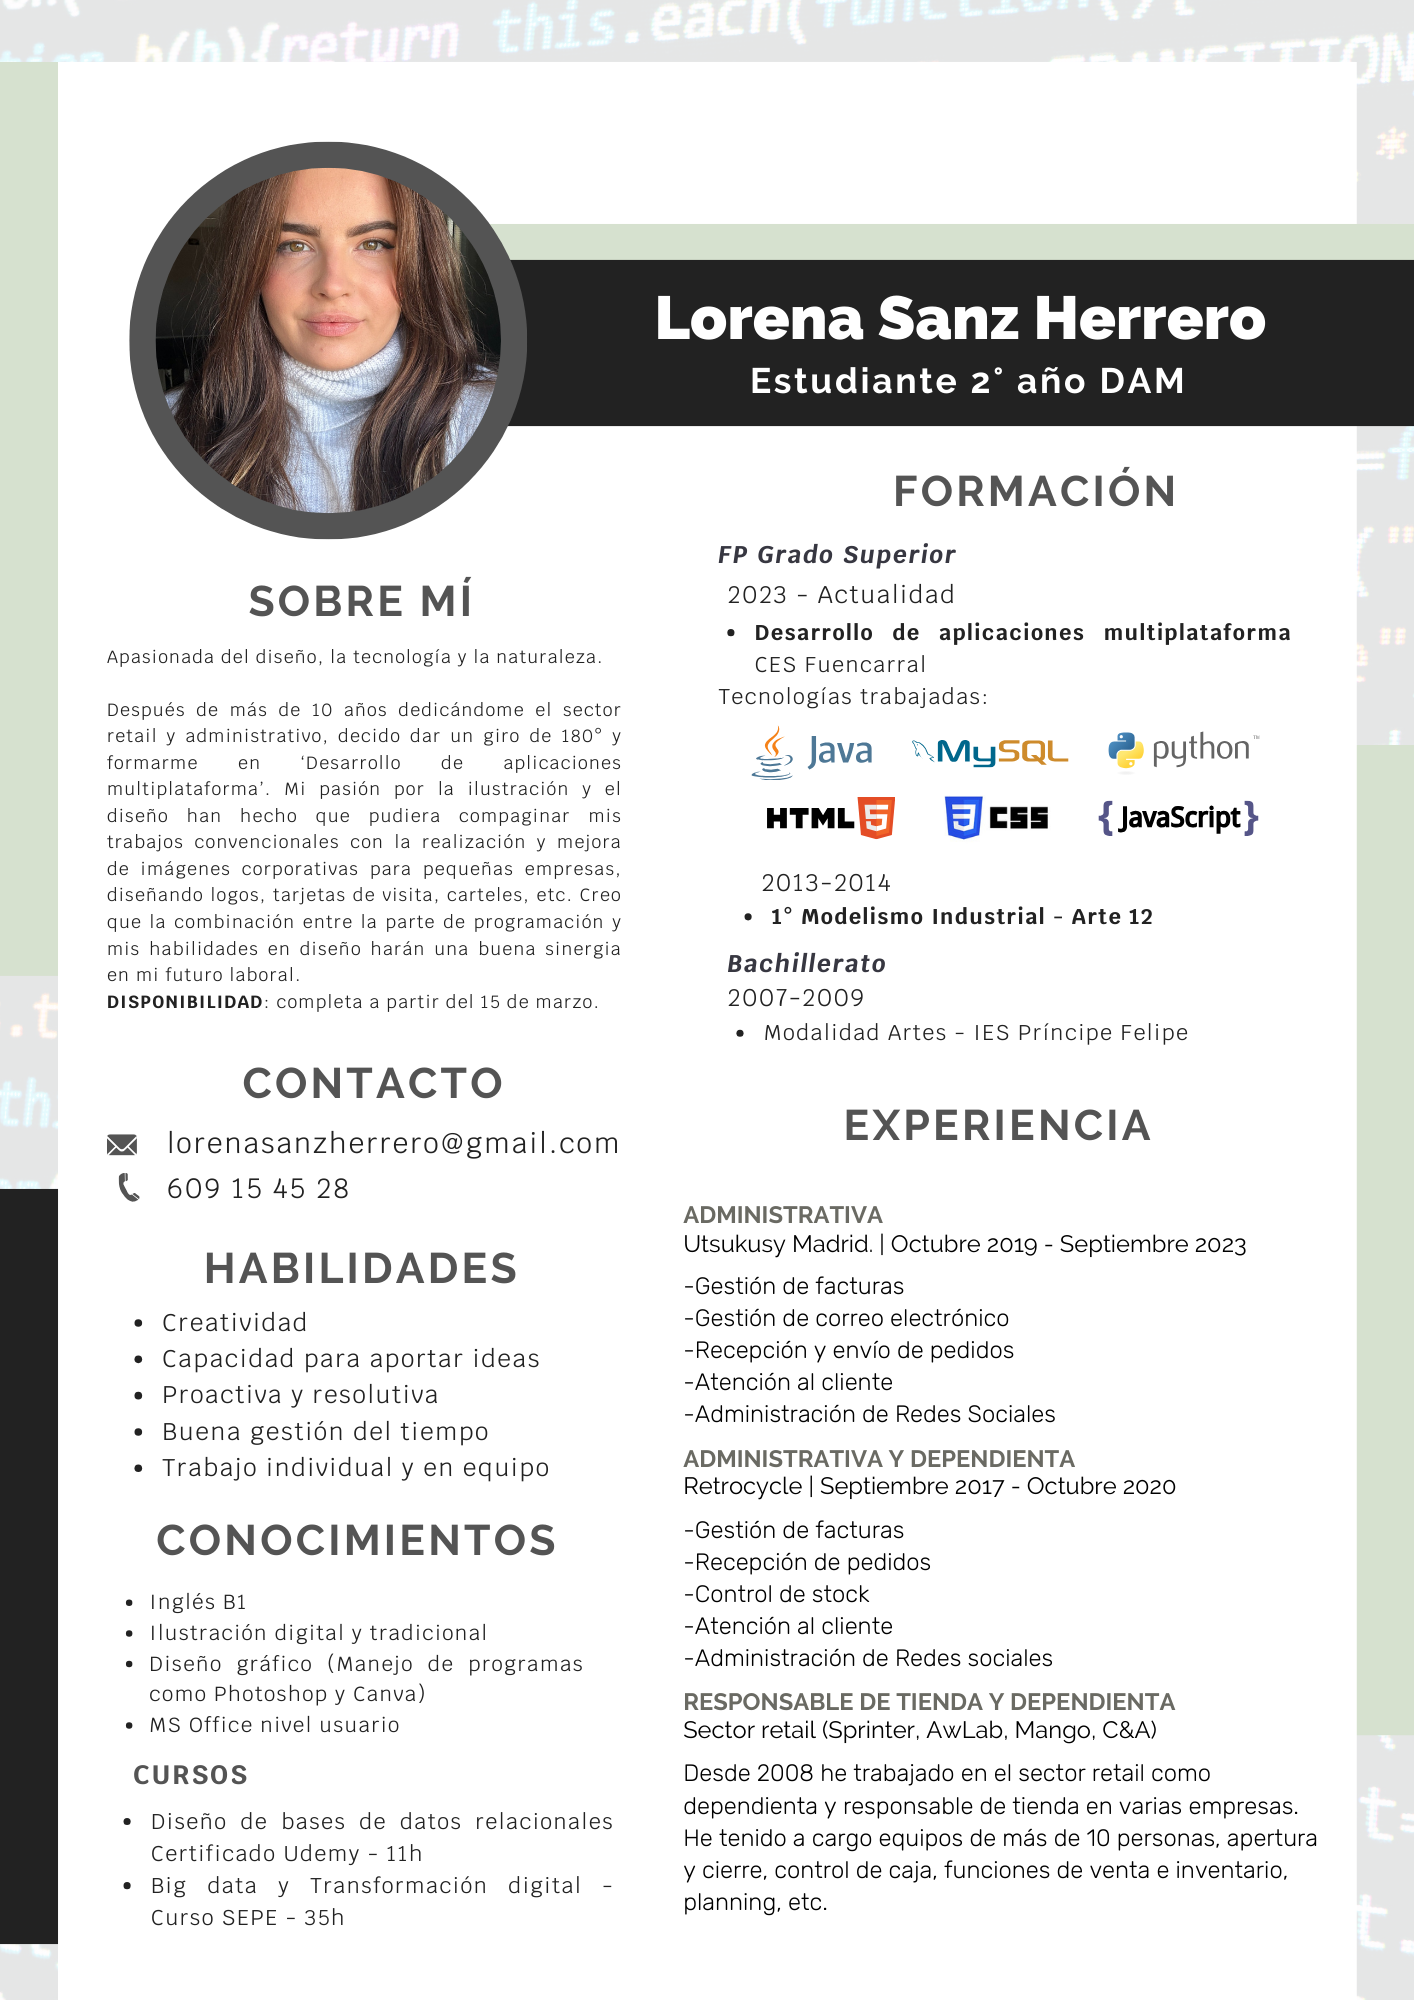 this.each(function(){
h(h){return
TRANSITION
Lorena Sanz Herrero
Estudiante 2° año DAM
SOBRE MÍ
Apasionada del diseño, la tecnología y la naturaleza.
Después de más de 10 años dedicándome el sector
retail y administrativo, decido dar un giro de 180° y
formarme en ‘Desarrollo de aplicaciones
multiplataforma’. Mi pasión por la ilustración y el
diseño han hecho que pudiera compaginar mis
trabajos convencionales con la realización y mejora
de imágenes corporativas para pequeñas empresas,
diseñando logos, tarjetas de visita, carteles, etc. Creo
que la combinación entre la parte de programación y
mis habilidades en diseño harán una buena sinergia
en mi futuro laboral.
DISPONIBILIDAD: completa a partir del 15 de marzo.
CONTACTO
lorenasanzherrero@gmail.com
609 15 45 28
HABILIDADES
• Creatividad
• Capacidad para aportar ideas
• Proactiva y resolutiva
• Buena gestión del tiempo
• Trabajo individual y en equipo
CONOCIMIENTOS
• Inglés B1
• Ilustración digital y tradicional
• Diseño gráfico (Manejo de programas
como Photoshop y Canva)
• MS Office nivel usuario
CURSOS
• Diseño de bases de datos relacionales
Certificado Udemy - 11h
• Big data y Transformación digital -
Curso SEPE - 35h
FORMACIÓN
FP Grado Superior
2023 - Actualidad
• Desarrollo de aplicaciones multiplataforma
CES Fuencarral
Tecnologías trabajadas:
Java MySQL python™
HTML 5 CSS 3 {JavaScript}
2013-2014
• 1° Modelismo Industrial - Arte 12
Bachillerato
2007-2009
• Modalidad Artes - IES Príncipe Felipe
EXPERIENCIA
ADMINISTRATIVA
Utsukusy Madrid. | Octubre 2019 - Septiembre 2023
-Gestión de facturas
-Gestión de correo electrónico
-Recepción y envío de pedidos
-Atención al cliente
-Administración de Redes Sociales
ADMINISTRATIVA Y DEPENDIENTA
Retrocycle | Septiembre 2017 - Octubre 2020
-Gestión de facturas
-Recepción de pedidos
-Control de stock
-Atención al cliente
-Administración de Redes sociales
RESPONSABLE DE TIENDA Y DEPENDIENTA
Sector retail (Sprinter, AwLab, Mango, C&A)
Desde 2008 he trabajado en el sector retail como
dependienta y responsable de tienda en varias empresas.
He tenido a cargo equipos de más de 10 personas, apertura
y cierre, control de caja, funciones de venta e inventario,
planning, etc.